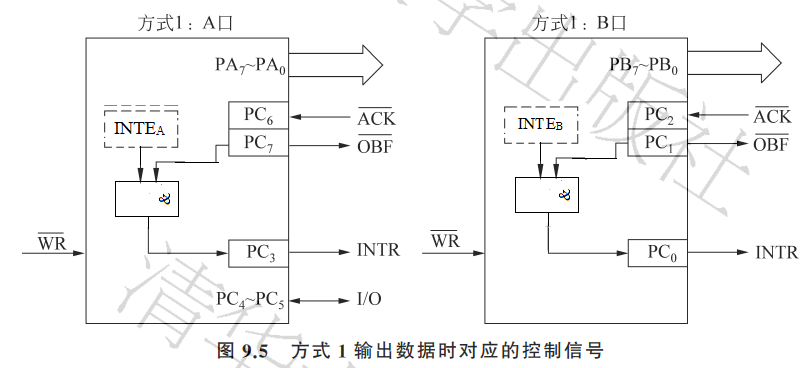 方式1：A口
PA7~PA0
INTEA
PC6
ACK
PC7
OBF
&
WR
PC3
INTR
PC4~PC5
I/O
方式1：B口
PB7~PB0
INTEB
PC2
ACK
PC1
OBF
&
WR
PC0
INTR
图 9.5 方式 1 输出数据时对应的控制信号